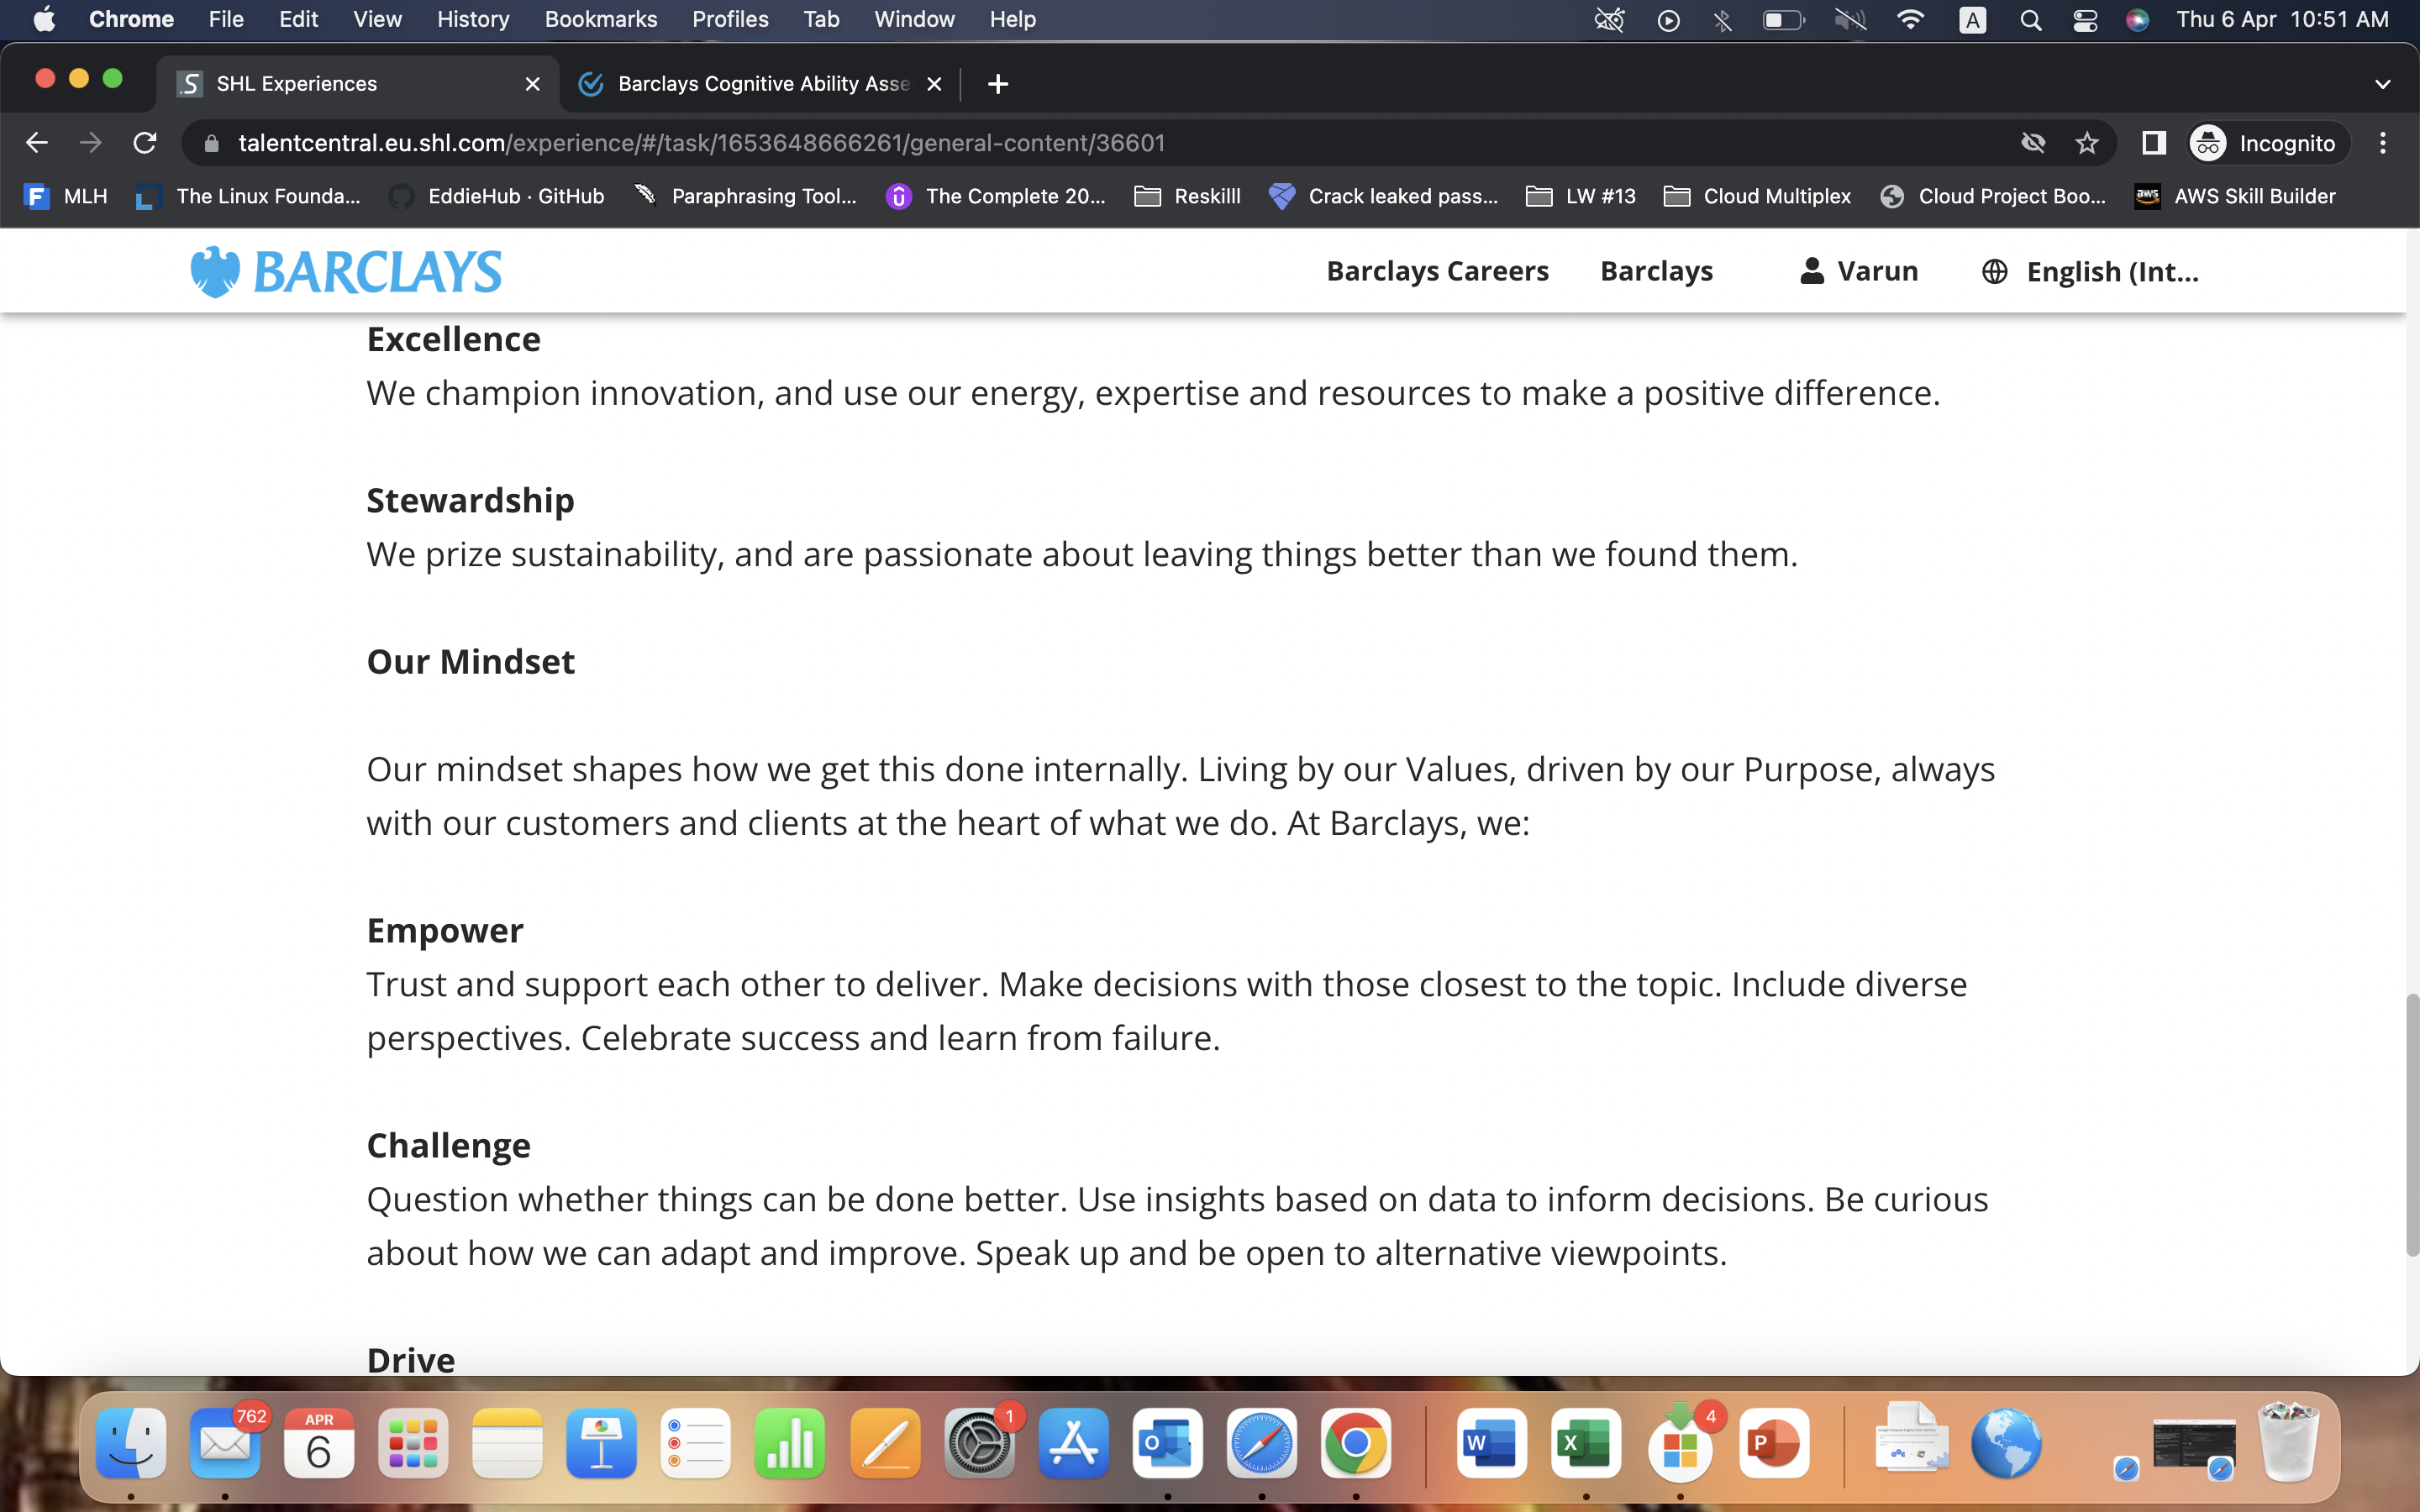 Chrome File Edit View History Bookmarks Profiles Tab Window Help A Thu 6 Apr 10:51 AM
SHL Experiences Barclays Cognitive Ability Asse
talentcentral.eu.shl.com/experience/#/task/1653648666261/general-content/36601 Incognito
MLH The Linux Founda... EddieHub · GitHub Paraphrasing Tool... The Complete 20... Reskilll Crack leaked pass... LW #13 Cloud Multiplex Cloud Project Boo... aws AWS Skill Builder
BARCLAYS Barclays Careers Barclays Varun English (Int...
Excellence
We champion innovation, and use our energy, expertise and resources to make a positive difference.
Stewardship
We prize sustainability, and are passionate about leaving things better than we found them.
Our Mindset
Our mindset shapes how we get this done internally. Living by our Values, driven by our Purpose, always
with our customers and clients at the heart of what we do. At Barclays, we:
Empower
Trust and support each other to deliver. Make decisions with those closest to the topic. Include diverse
perspectives. Celebrate success and learn from failure.
Challenge
Question whether things can be done better. Use insights based on data to inform decisions. Be curious
about how we can adapt and improve. Speak up and be open to alternative viewpoints.
Drive
762 APR 6 1 O W X 4 P